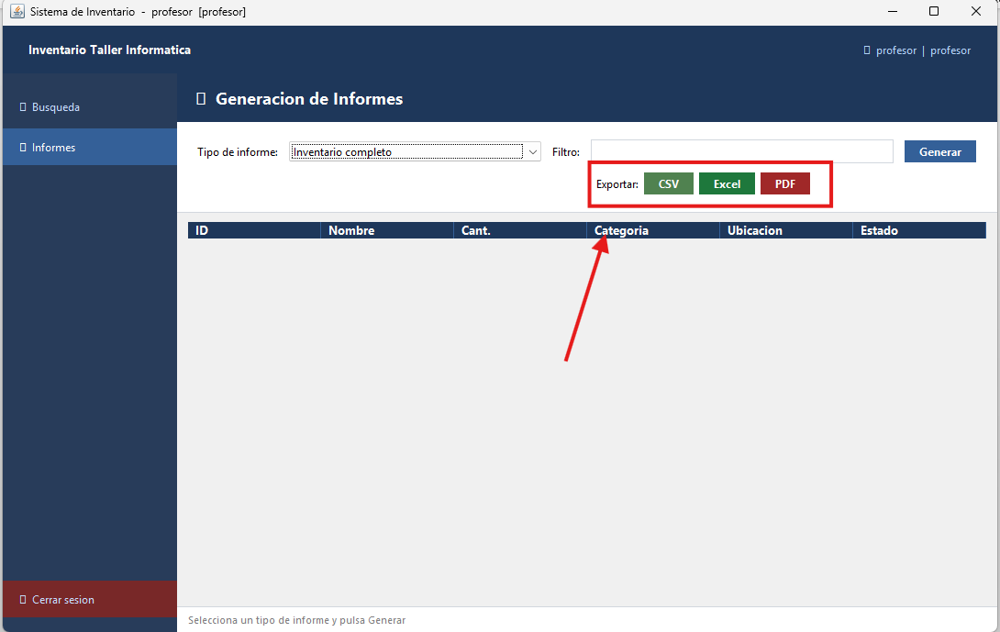 Sistema de Inventario - profesor [profesor]
Inventario Taller Informatica
profesor | profesor
Busqueda
Informes
Generacion de Informes
Tipo de informe: Inventario completo Filtro: Generar
Exportar: CSV Excel PDF
ID Nombre Cant. Categoria Ubicacion Estado
Cerrar sesion
Selecciona un tipo de informe y pulsa Generar